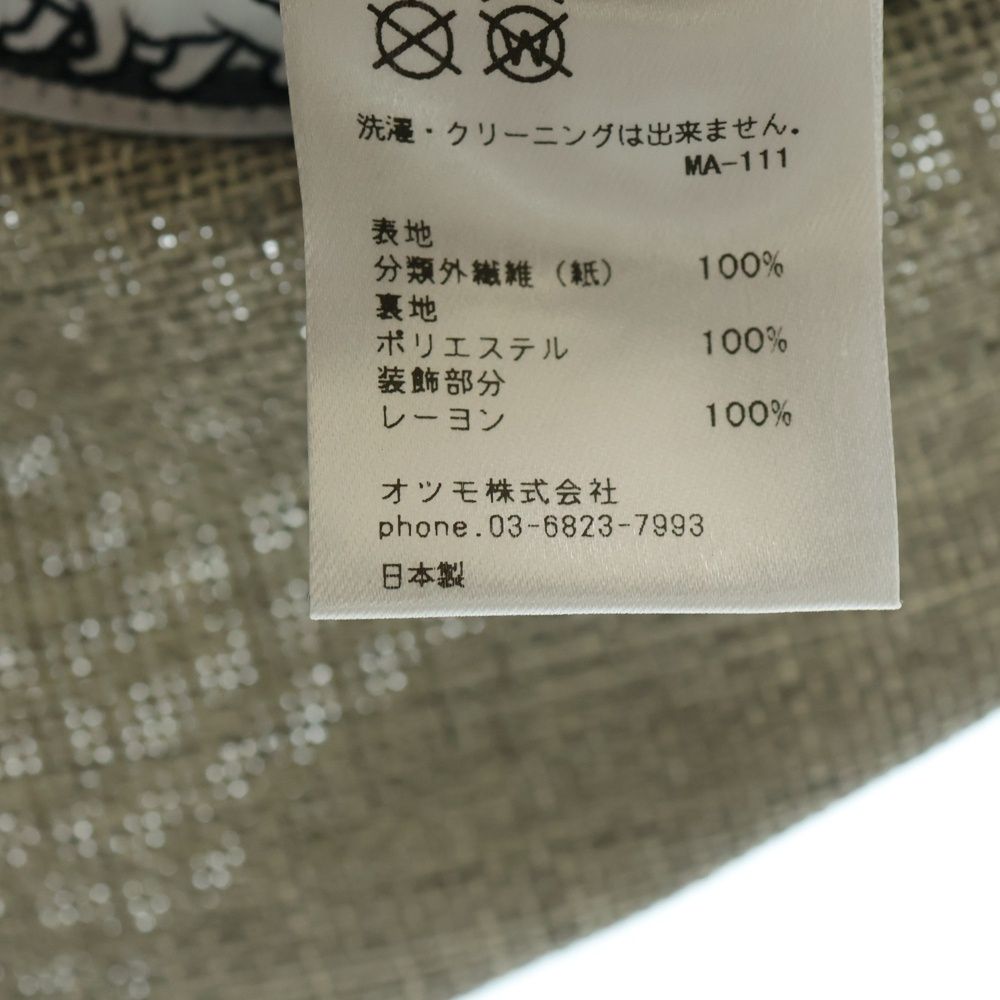 洗濯・クリーニングは出来ません。
MA-111
表地
分類外繊維（紙） 100%
裏地
ポリエステル 100%
装飾部分
レーヨン 100%
オツモ株式会社
phone.03-6823-7993
日本製